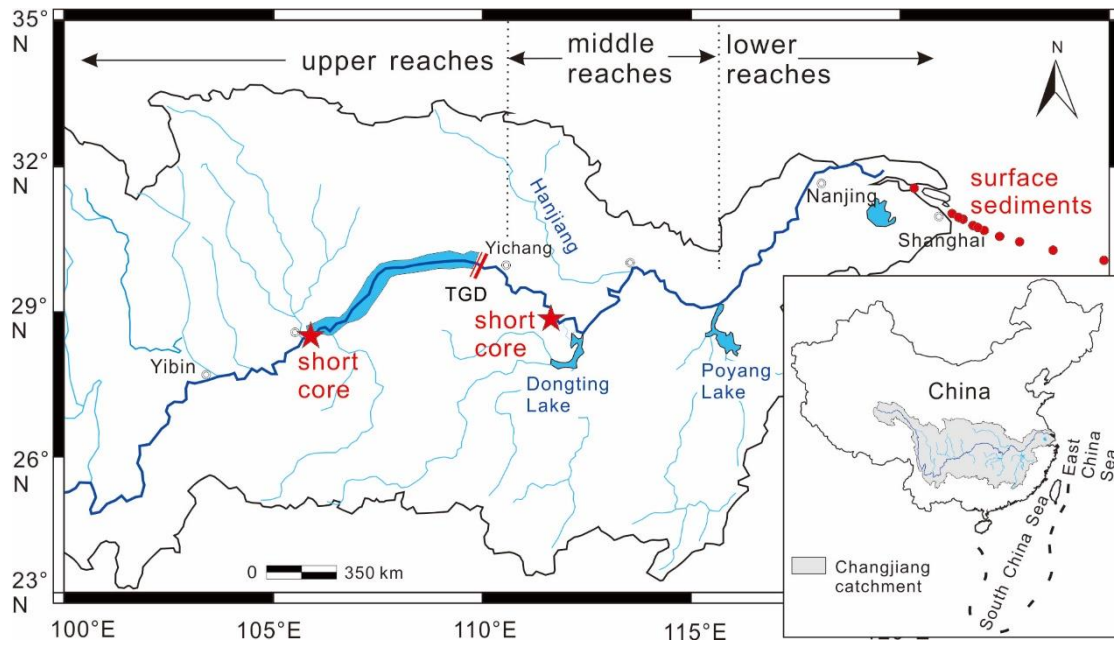 35°
N
32°
N
29°
N
26°
N
23°
N
100°E
105°E
110°E
115°E
upper reaches
middle
reaches
lower
reaches
N
Hanjiang
Nanjing
surface
sediments
Shanghai
Yichang
TGD
short
core
Yibin
short
core
Dongting
Lake
Poyang
Lake
0
350 km
China
East
China
Sea
South China Sea
Changjiang
catchment